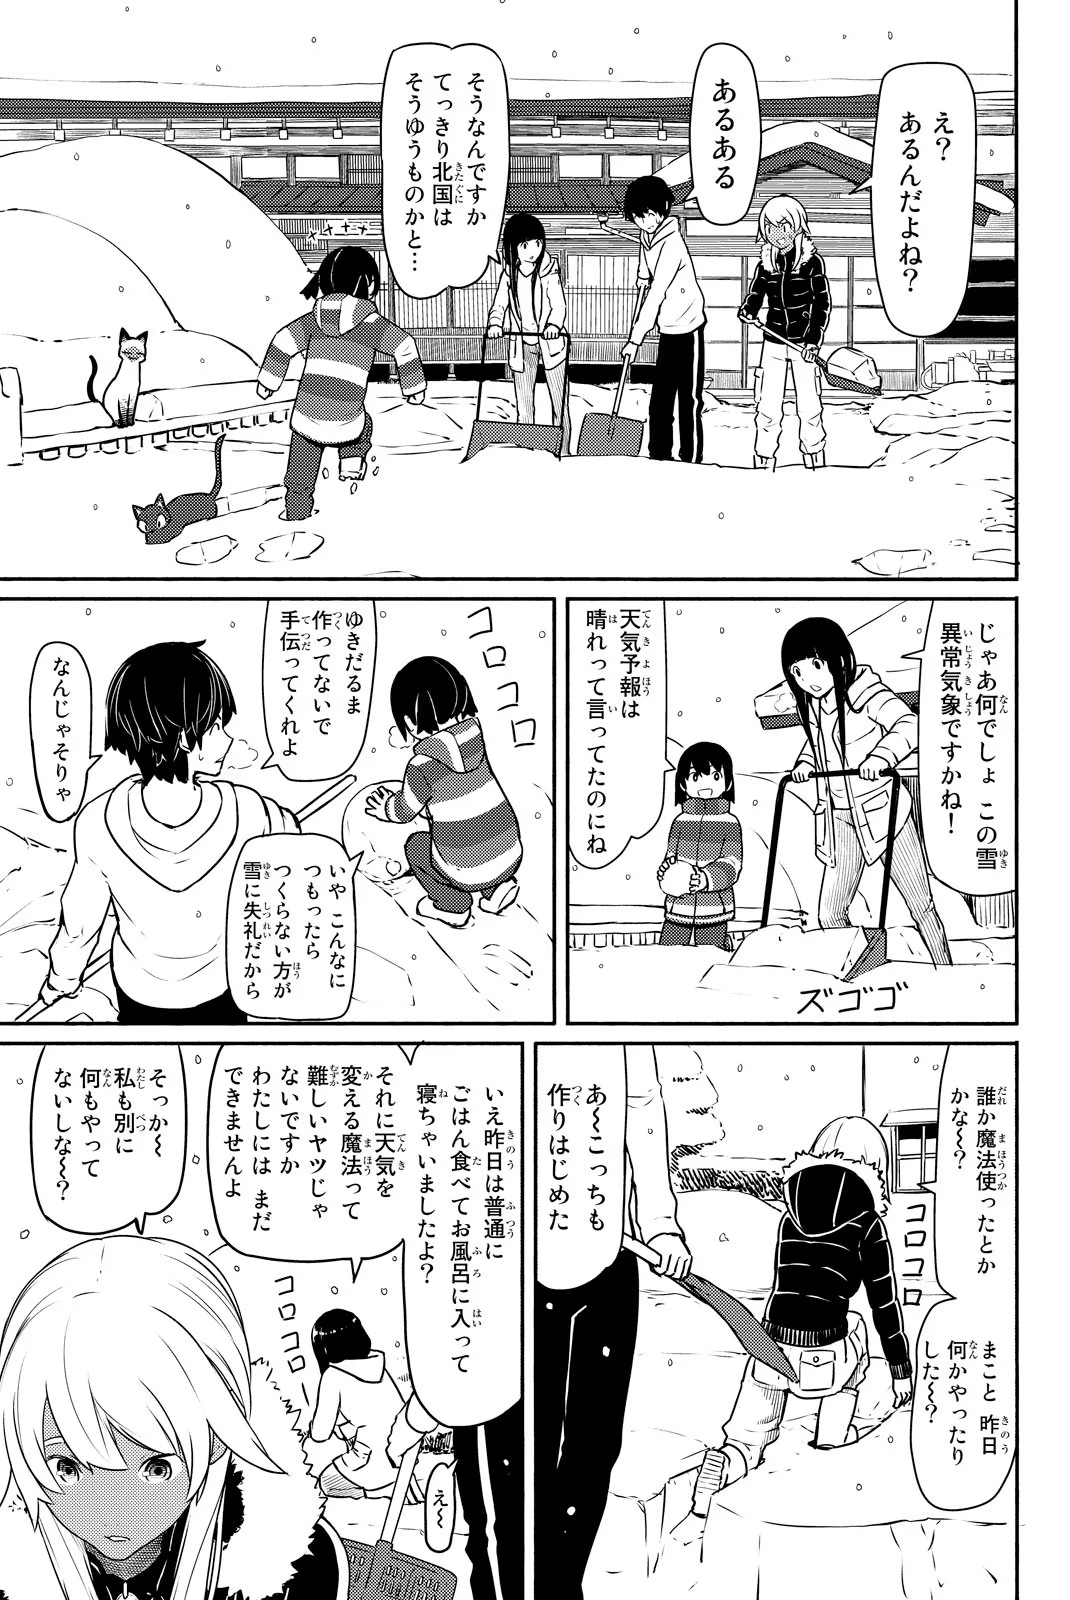 え？
あるんだよね？
あるある
そうなんですか
てっきり北国は
そうゆうものかと…
じゃあ何でしょ この雪
異常気象ですかね！
天気予報は
晴れって言ってたのにね
ズゴゴ
コロコロ
ゆきだるま
作ってないで
手伝ってくれよ
いや こんなに
つもったら
つくらない方が
雪に失礼だから
なんじゃそりゃ
誰か魔法使ったとか
かな〜？
コロコロ
まこと 昨日
何かやったり
した〜？
あ〜こっちも
作りはじめた
いえ昨日は普通に
ごはん食べてお風呂に入って
寝ちゃいましたよ？
それに天気を
変える魔法って
難しいヤツじゃ
ないですか
わたしには まだ
できませんよ
コロコロー
え〜
そっか〜
私も別に
何もやって
ないしな〜？